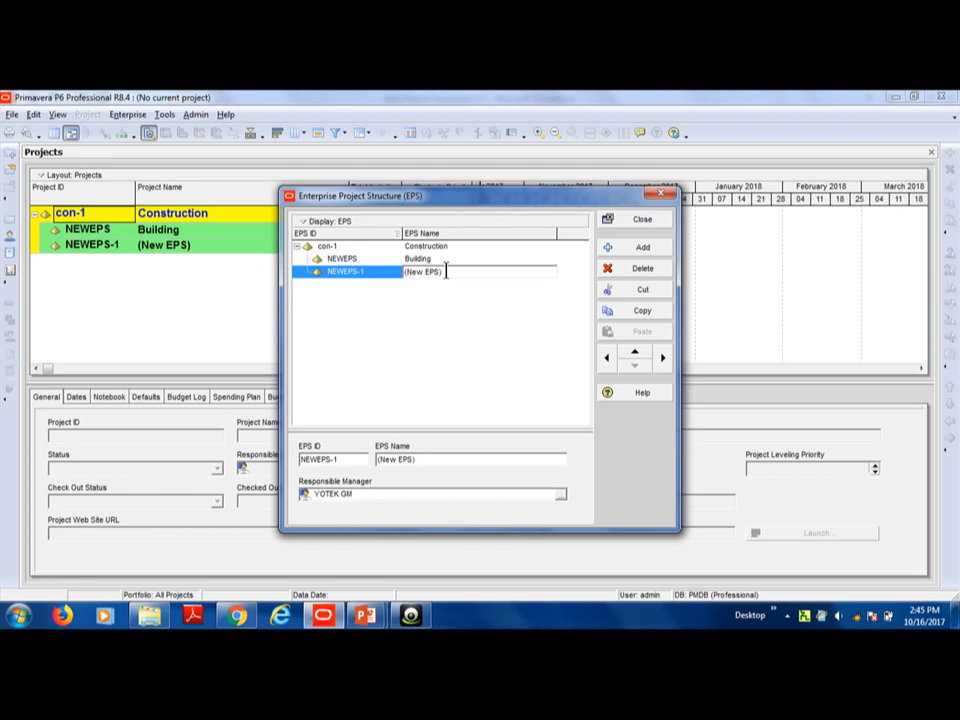 Primavera P6 Professional R8.4 : (No current project)
File Edit View Project Enterprise Tools Admin Help
Projects
Layout: Projects
Project ID Project Name
January 2018 February 2018 March 2018
31 07 14 21 28 04 11 18 25 04 11 18
con-1 Construction
NEWEPS Building
NEWEPS-1 (New EPS)
Enterprise Project Structure (EPS)
Display: EPS
EPS ID EPS Name
con-1 Construction
NEWEPS Building
NEWEPS-1 (New EPS)
Close
Add
Delete
Cut
Copy
Paste
Help
EPS ID EPS Name
NEWEPS-1 (New EPS)
Responsible Manager
YOTEK GM
General Dates Notebook Defaults Budget Log Spending Plan
Project ID Project Name
Status Responsible
Project Leveling Priority
Check Out Status Checked Ou
Project Web Site URL
Launch...
Portfolio: All Projects Data Date: User: admin DB: PMDB (Professional)
Desktop
2:45 PM
10/16/2017